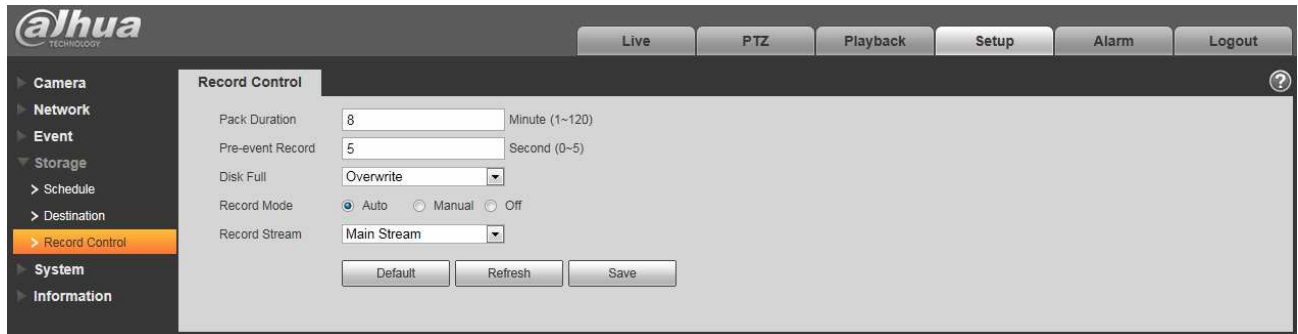 alhua
TECHNOLOGY
Live PTZ Playback Setup Alarm Logout
Camera
Network
Event
Storage
> Schedule
> Destination
> Record Control
System
Information
Record Control
?
Pack Duration 8 Minute (1~120)
Pre-event Record 5 Second (0~5)
Disk Full Overwrite
Record Mode Auto Manual Off
Record Stream Main Stream
Default Refresh Save